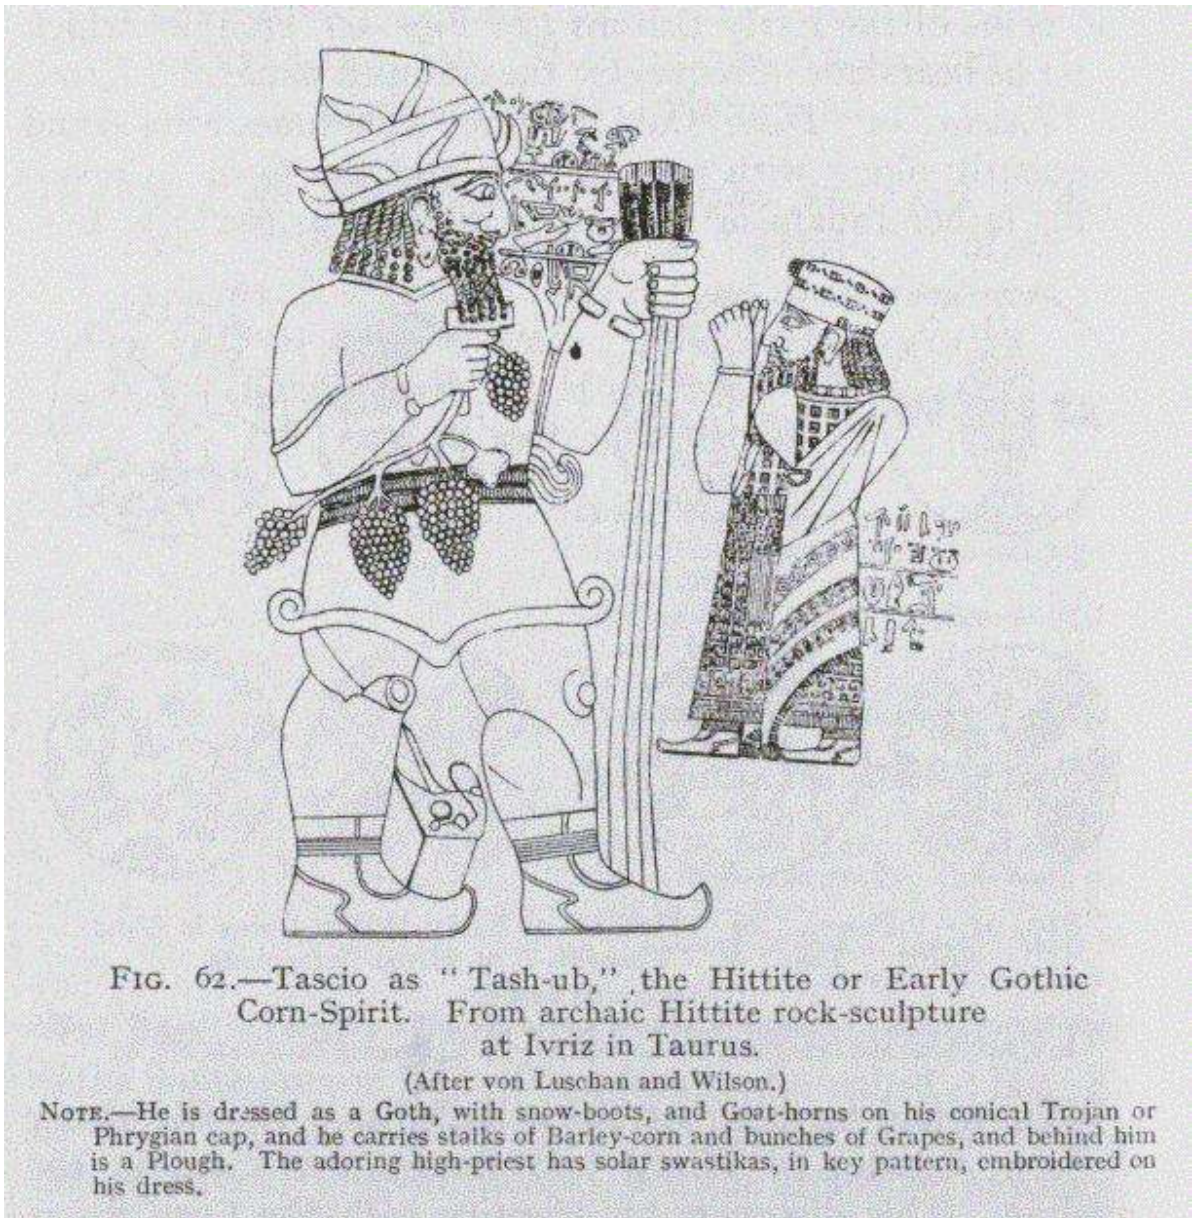 FIG. 62.—Tascio as "Tash-ub," the Hittite or Early Gothic
Corn-Spirit. From archaic Hittite rock-sculpture
at Ivriz in Taurus.
(After von Luschan and Wilson.)
NOTE.—He is dressed as a Goth, with snow-boots, and Goat-horns on his conical Trojan or
Phrygian cap, and he carries stalks of Barley-corn and bunches of Grapes, and behind him
is a Plough. The adoring high-priest has solar swastikas, in key pattern, embroidered on
his dress.